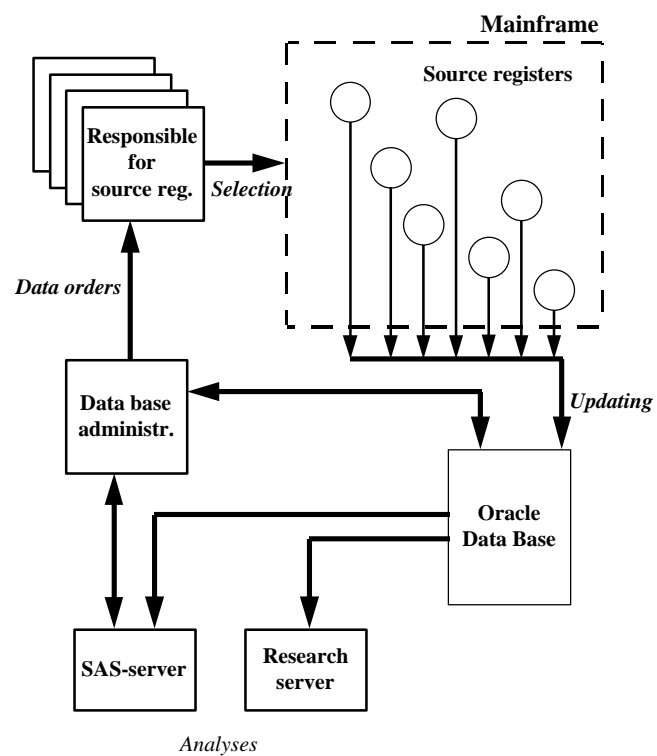 Mainframe
Source registers
Responsible
for
source reg.
Selection
Data orders
Data base
administr.
Updating
Oracle
Data Base
SAS-server
Research
server
Analyses